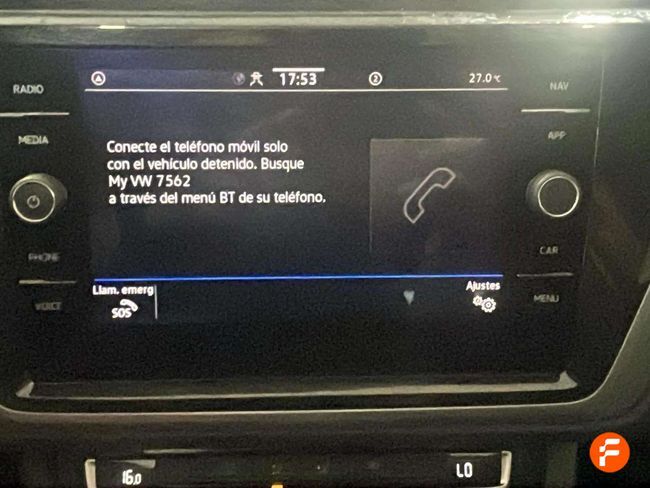 17:53
2
27.0 °C
RADIO
NAV
MEDIA
APP
Conecte el teléfono móvil solo
con el vehículo detenido. Busque
My VW 7562
a través del menú BT de su teléfono.
PHONE
CAR
VOICE
MENU
Llam. emerg
SOS
Ajustes
16.0
LO